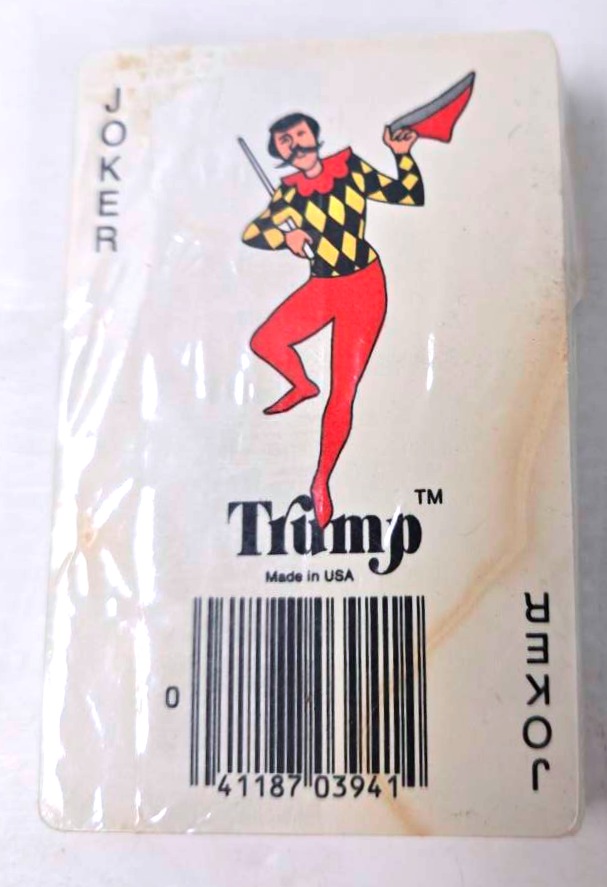 JOKER
Trump™
Made in USA
0 41187 03941
JOKER